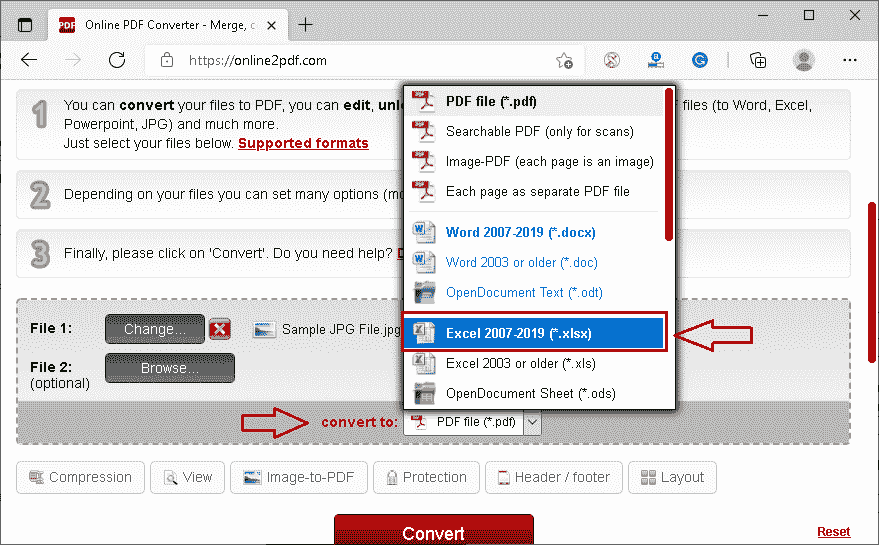 Online PDF Converter - Merge, c
https://online2pdf.com
1
You can convert your files to PDF, you can edit, unlo
files (to Word, Excel,
Powerpoint, JPG) and much more.
Just select your files below. Supported formats
2
Depending on your files you can set many options (mo
3
Finally, please click on 'Convert'. Do you need help? D
PDF file (*.pdf)
Searchable PDF (only for scans)
Image-PDF (each page is an image)
Each page as separate PDF file
Word 2007-2019 (*.docx)
Word 2003 or older (*.doc)
OpenDocument Text (*.odt)
Excel 2007-2019 (*.xlsx)
Excel 2003 or older (*.xls)
OpenDocument Sheet (*.ods)
File 1:
Change...
Sample JPG File.jpg
File 2:
(optional)
Browse...
convert to:
PDF file (*.pdf)
Compression
View
Image-to-PDF
Protection
Header / footer
Layout
Convert
Reset